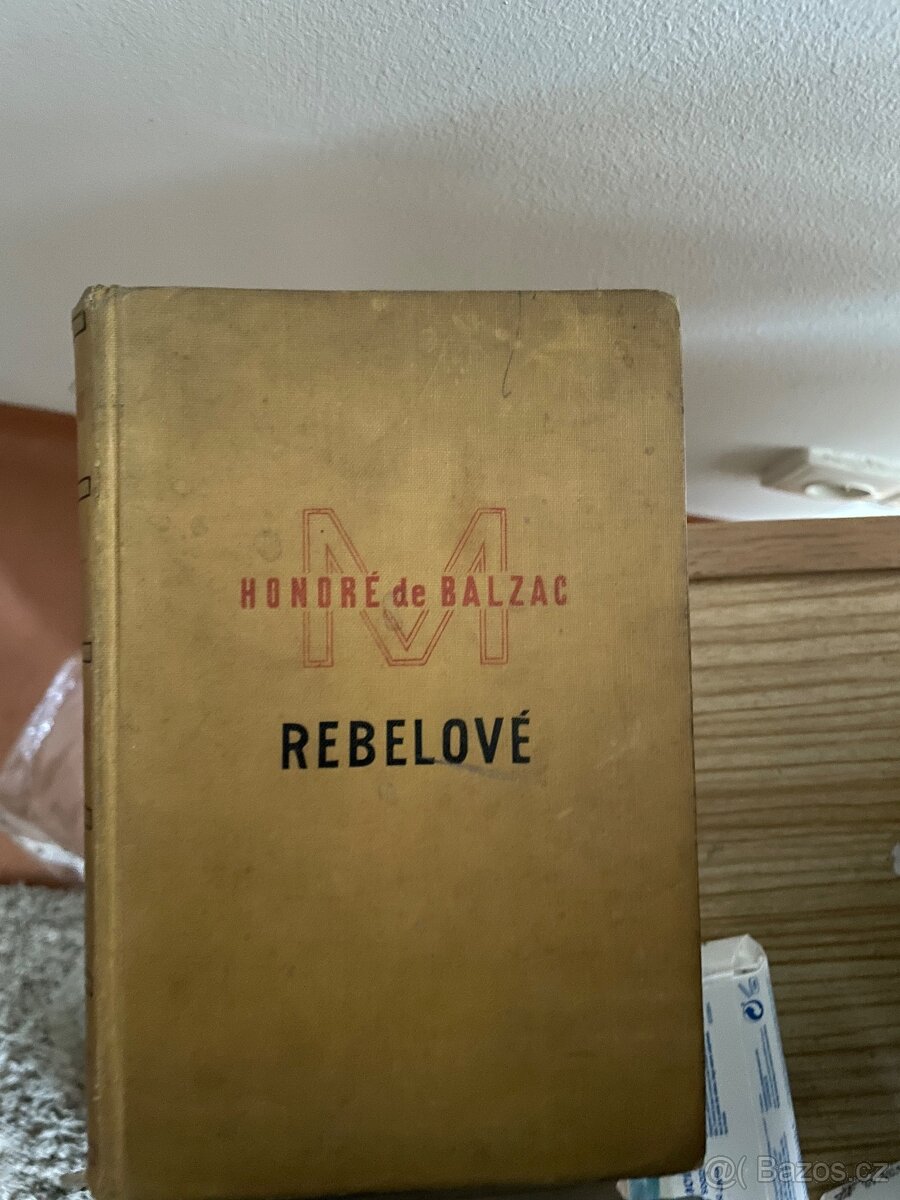 M
HONORÉ de BALZAC
REBELOVÉ
@( Bazos.cz